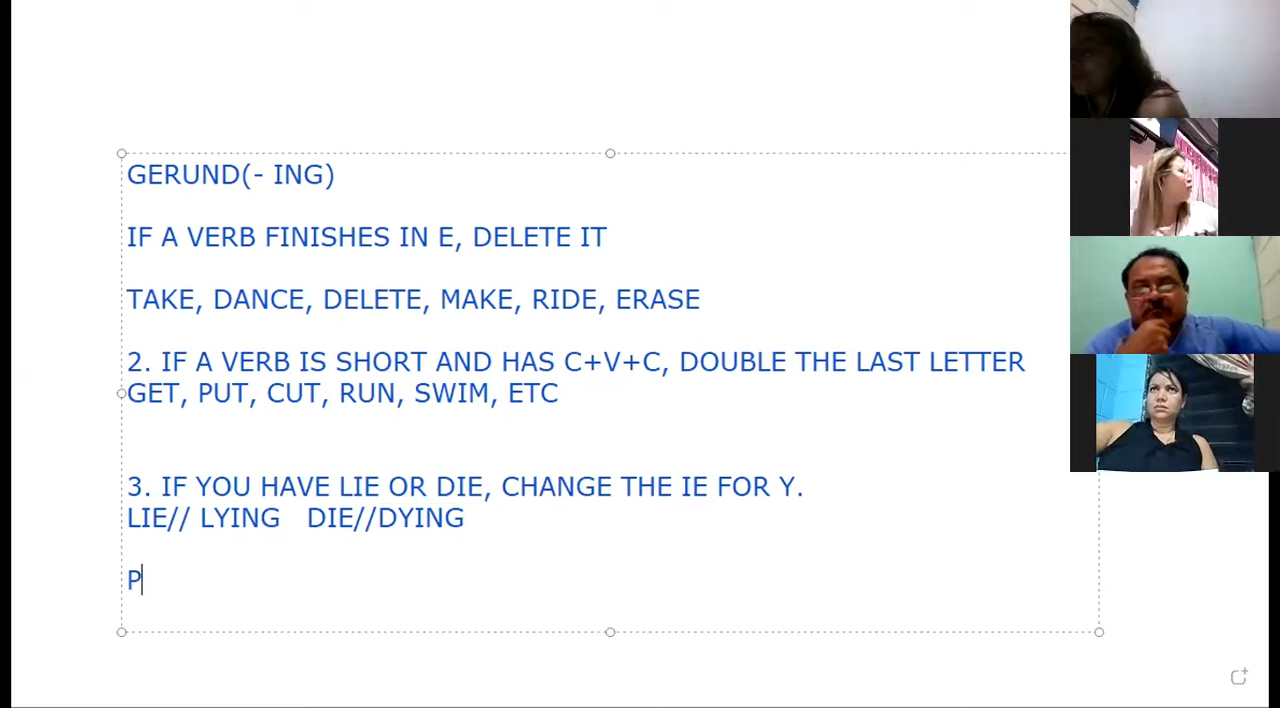 GERUND(- ING)
IF A VERB FINISHES IN E, DELETE IT
TAKE, DANCE, DELETE, MAKE, RIDE, ERASE
2. IF A VERB IS SHORT AND HAS C+V+C, DOUBLE THE LAST LETTER
GET, PUT, CUT, RUN, SWIM, ETC
3. IF YOU HAVE LIE OR DIE, CHANGE THE IE FOR Y.
LIE// LYING   DIE//DYING
P